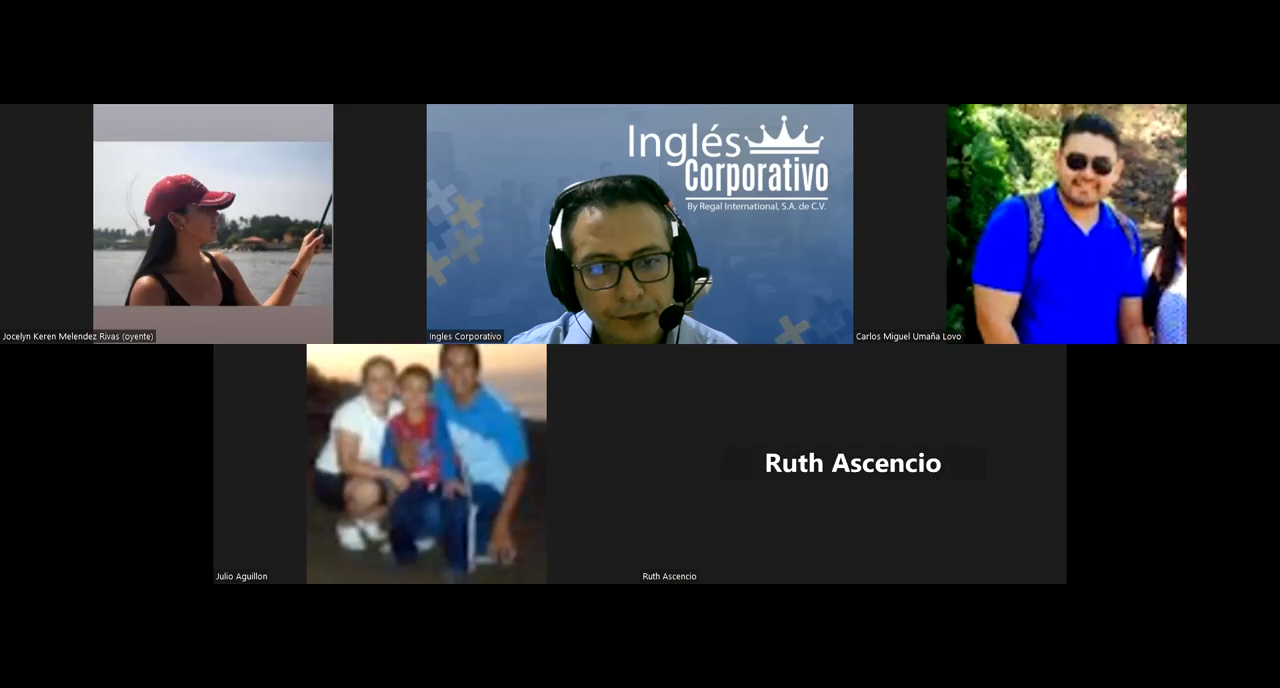 Inglés
Corporativo
By Regal International, S.A. de C.V.
Jocelyn Keren Melendez Rivas (oyente)
Ingles Corporativo
Carlos Miguel Umaña Lovo
Ruth Ascencio
Julio Aguillon
Ruth Ascencio